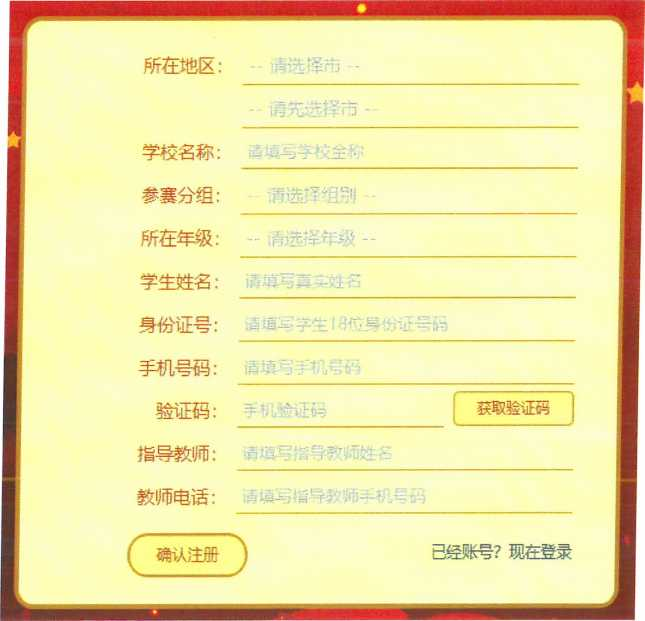 所在地区： -- 请选择市 --
-- 请先选择市 --
学校名称： 请填写学校全称
参赛分组： -- 请选择组别 --
所在年级： -- 请选择年级 --
学生姓名： 请填写真实姓名
身份证号： 请填写学生18位身份证号码
手机号码： 请填写手机号码
验证码： 手机验证码 获取验证码
指导教师： 请填写指导教师姓名
教师电话： 请填写指导教师手机号码
确认注册 已经账号？现在登录